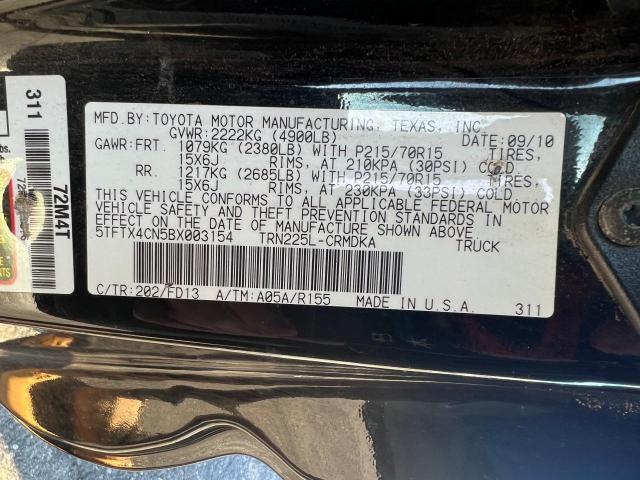 MFD.BY:TOYOTA MOTOR MANUFACTURING, TEXAS, INC.
GVWR:2222KG (4900LB) DATE:09/10
GAWR:FRT. 1079KG (2380LB) WITH P215/70R15 TIRES,
15X6J RIMS, AT 210KPA (30PSI) COLD
RR. 1217KG (2685LB) WITH P215/70R15 TIRES,
15X6J RIMS, AT 230KPA (33PSI) COLD
THIS VEHICLE CONFORMS TO ALL APPLICABLE FEDERAL MOTOR
VEHICLE SAFETY, BUMPER, AND THEFT PREVENTION STANDARDS IN
EFFECT ON THE DATE OF MANUFACTURE SHOWN ABOVE.
5TFTX4CN5BX003154 TRN225L-CRMDKA TRUCK
C/TR:202/FD13 A/TM:A05A/R155 MADE IN U.S.A. 311
311
72M4T
lbs.